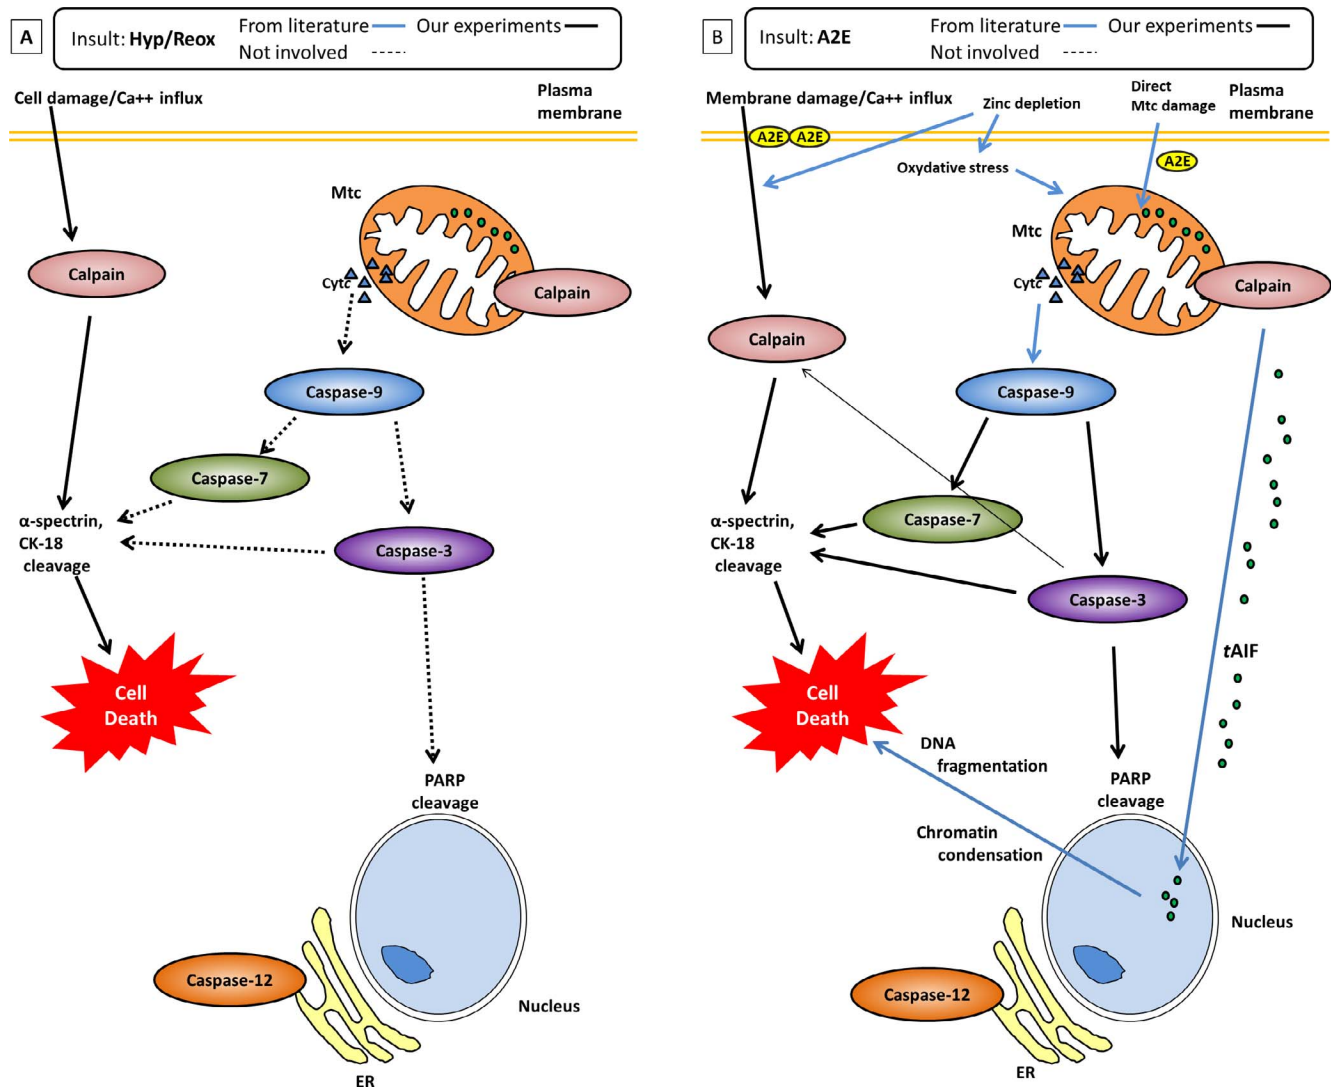 A
Insult: Hyp/Reox
From literature
Our experiments
Not involved
Cell damage/Ca++ influx
Plasma
membrane
Mtc
Calpain
Cytc
Calpain
Caspase-9
Caspase-7
α-spectrin,
CK-18
cleavage
Caspase-3
Cell
Death
PARP
cleavage
Caspase-12
Nucleus
ER
B
Insult: A2E
From literature
Our experiments
Not involved
Membrane damage/Ca++ influx
Zinc depletion
Direct
Mtc damage
Plasma
membrane
A2E
A2E
A2E
Oxydative stress
Mtc
Cytc
Calpain
Calpain
Caspase-9
Caspase-7
α-spectrin,
CK-18
cleavage
Caspase-3
tAIF
Cell
Death
DNA
fragmentation
PARP
cleavage
Chromatin
condensation
Nucleus
Caspase-12
ER